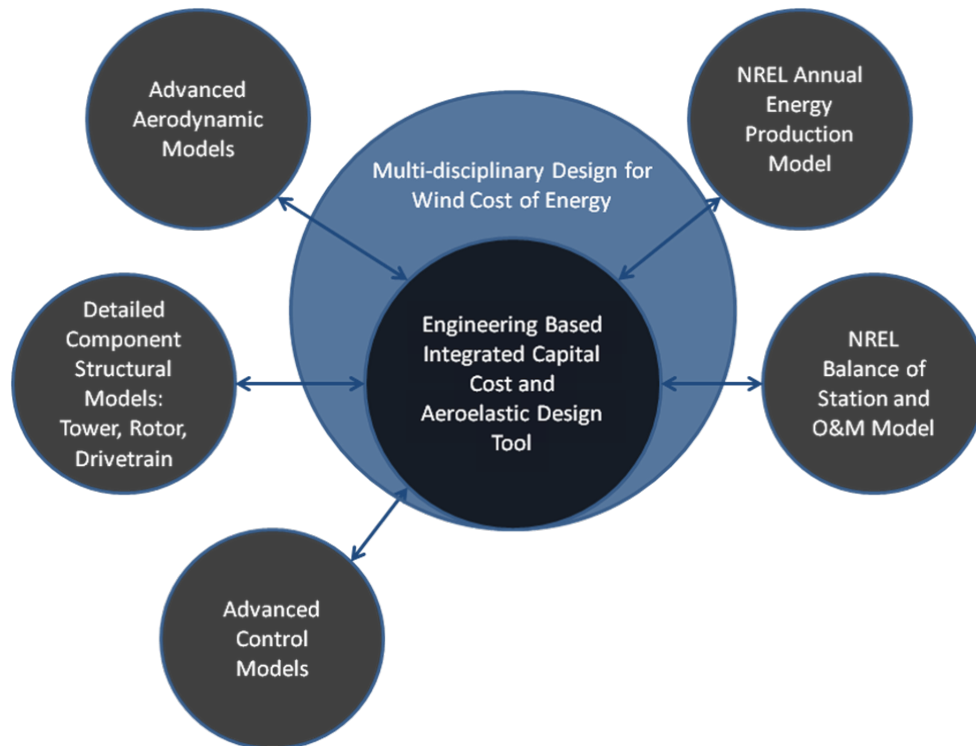 Advanced
Aerodynamic
Models
NREL Annual
Energy
Production
Model
Multi-disciplinary Design for
Wind Cost of Energy
Detailed
Component
Structural
Models:
Tower, Rotor,
Drivetrain
Engineering Based
Integrated Capital
Cost and
Aeroelastic Design
Tool
NREL
Balance of
Station and
O&M Model
Advanced
Control
Models